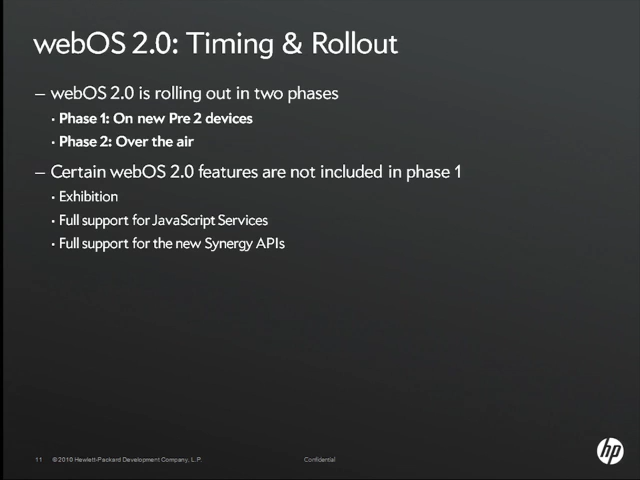 webOS 2.0: Timing & Rollout
– webOS 2.0 is rolling out in two phases
• Phase 1: On new Pre 2 devices
• Phase 2: Over the air
– Certain webOS 2.0 features are not included in phase 1
• Exhibition
• Full support for JavaScript Services
• Full support for the new Synergy APIs
11 ©2010 Hewlett-Packard Development Company, L.P. Confidential
hp